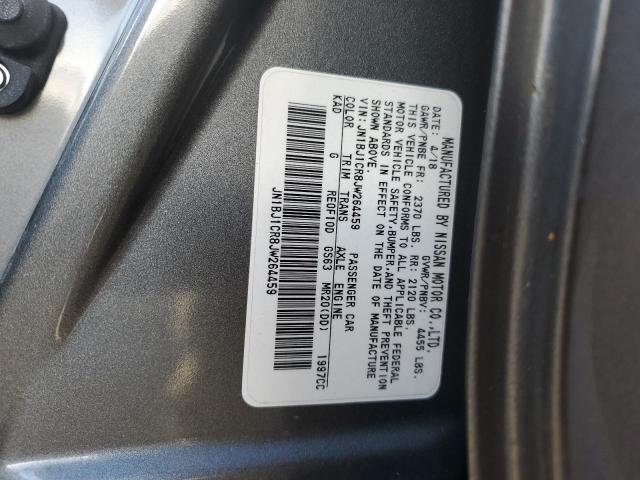 MANUFACTURED BY NISSAN MOTOR CO.,LTD.
DATE: 4/18 GVWR/PNBV: 4455 LBS.
GAWR/PNBE FR: 2370 LBS. RR: 2120 LBS.
THIS VEHICLE CONFORMS TO ALL APPLICABLE FEDERAL
MOTOR VEHICLE SAFETY,BUMPER,AND THEFT PREVENTION
STANDARDS IN EFFECT ON THE DATE OF MANUFACTURE
SHOWN ABOVE.
VIN:JN1BJ1CR8JW264459 PASSENGER CAR
COLOR TRIM TRANS AXLE ENGINE
KAD G RE0F10D GS63 MR20(DD) 1997CC
JN1BJ1CR8JW264459